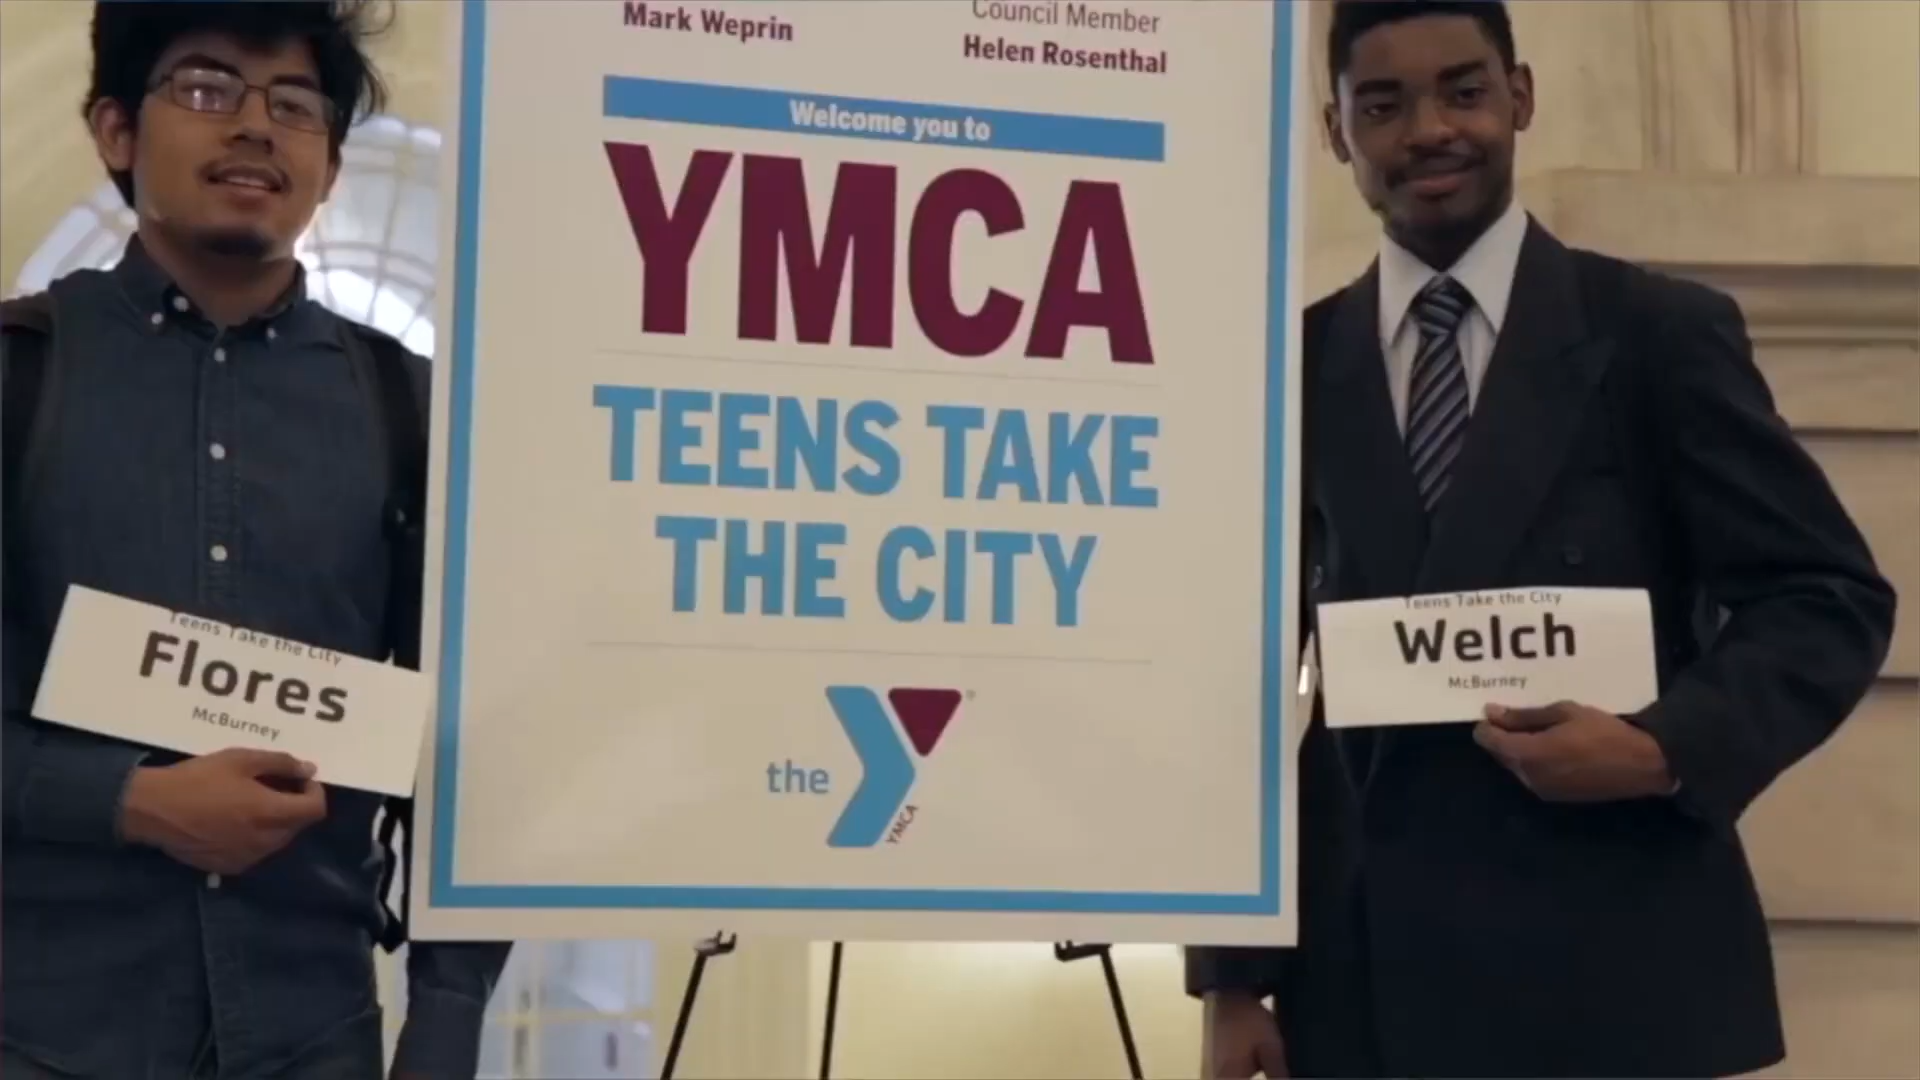 Mark Weprin
Council Member
Helen Rosenthal
Welcome you to
YMCA
TEENS TAKE
THE CITY
the
YMCA
Teens Take the City
Flores
McBurney
Teens Take the City
Welch
McBurney